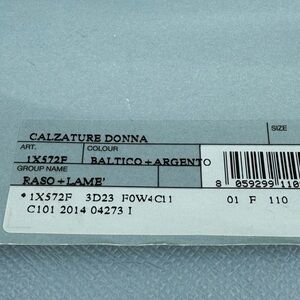 CALZATURE DONNA
SIZE
ART. COLOUR
1X572F BALTICO+ARGENTO
GROUP NAME
RASO+LAME'
8 059299 110
*1X572F 3D23 F0W4C11 01 F 110
C101 2014 04273 I